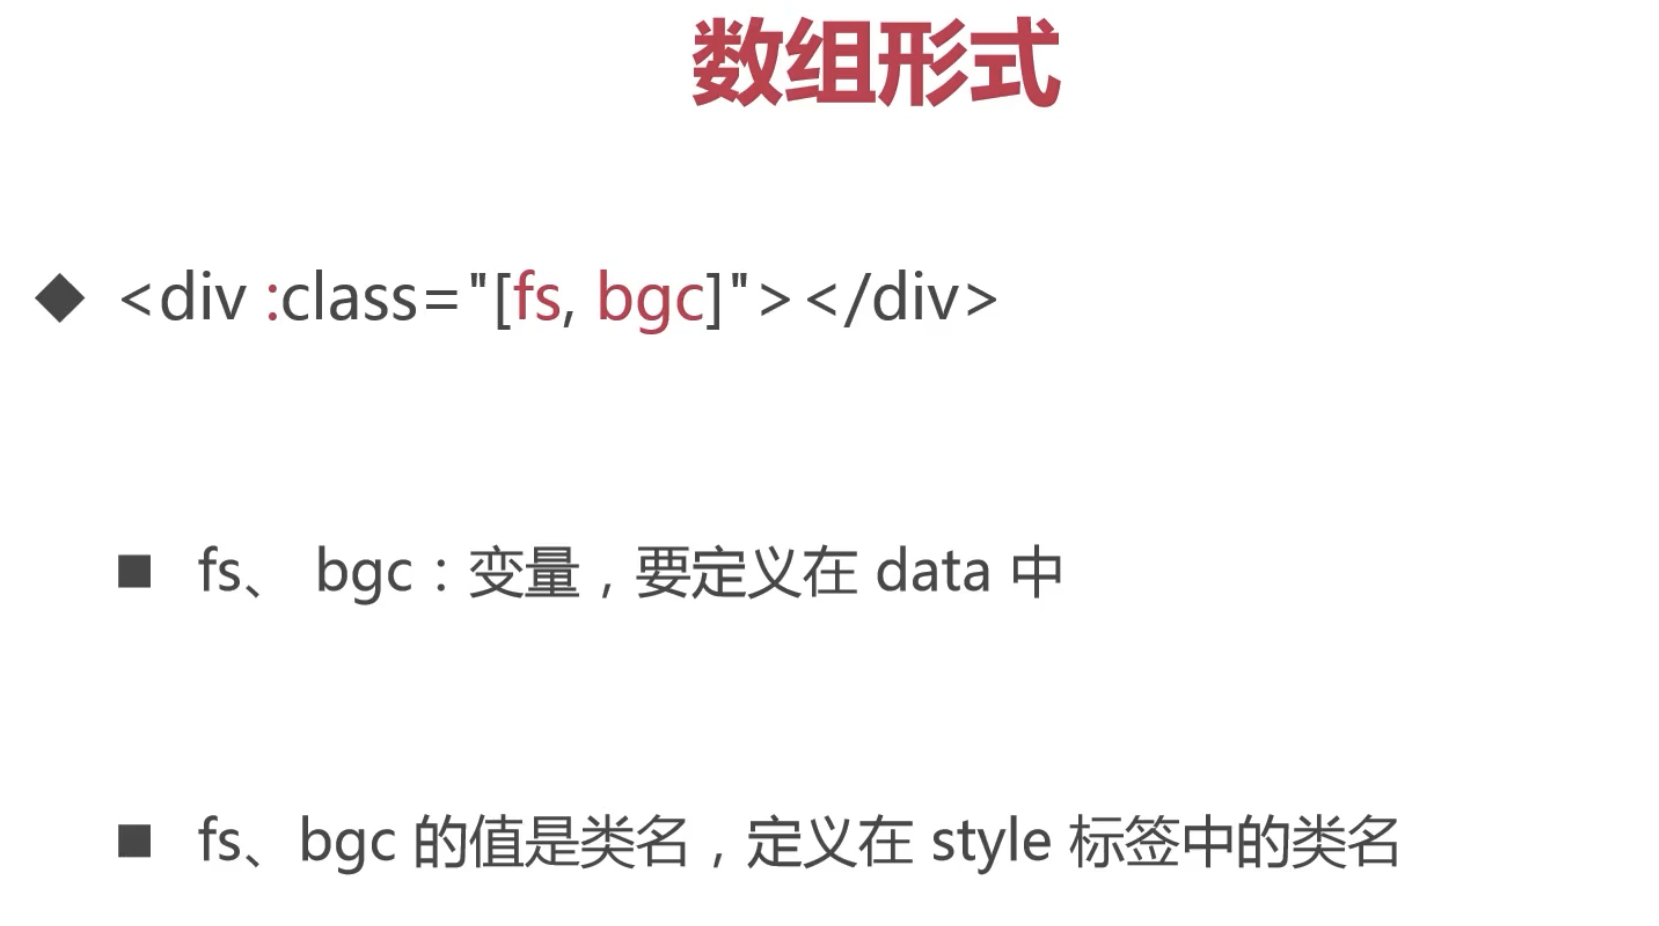 数组形式
<div :class="[fs, bgc]"></div>
fs、 bgc：变量，要定义在 data 中
fs、bgc 的值是类名，定义在 style 标签中的类名